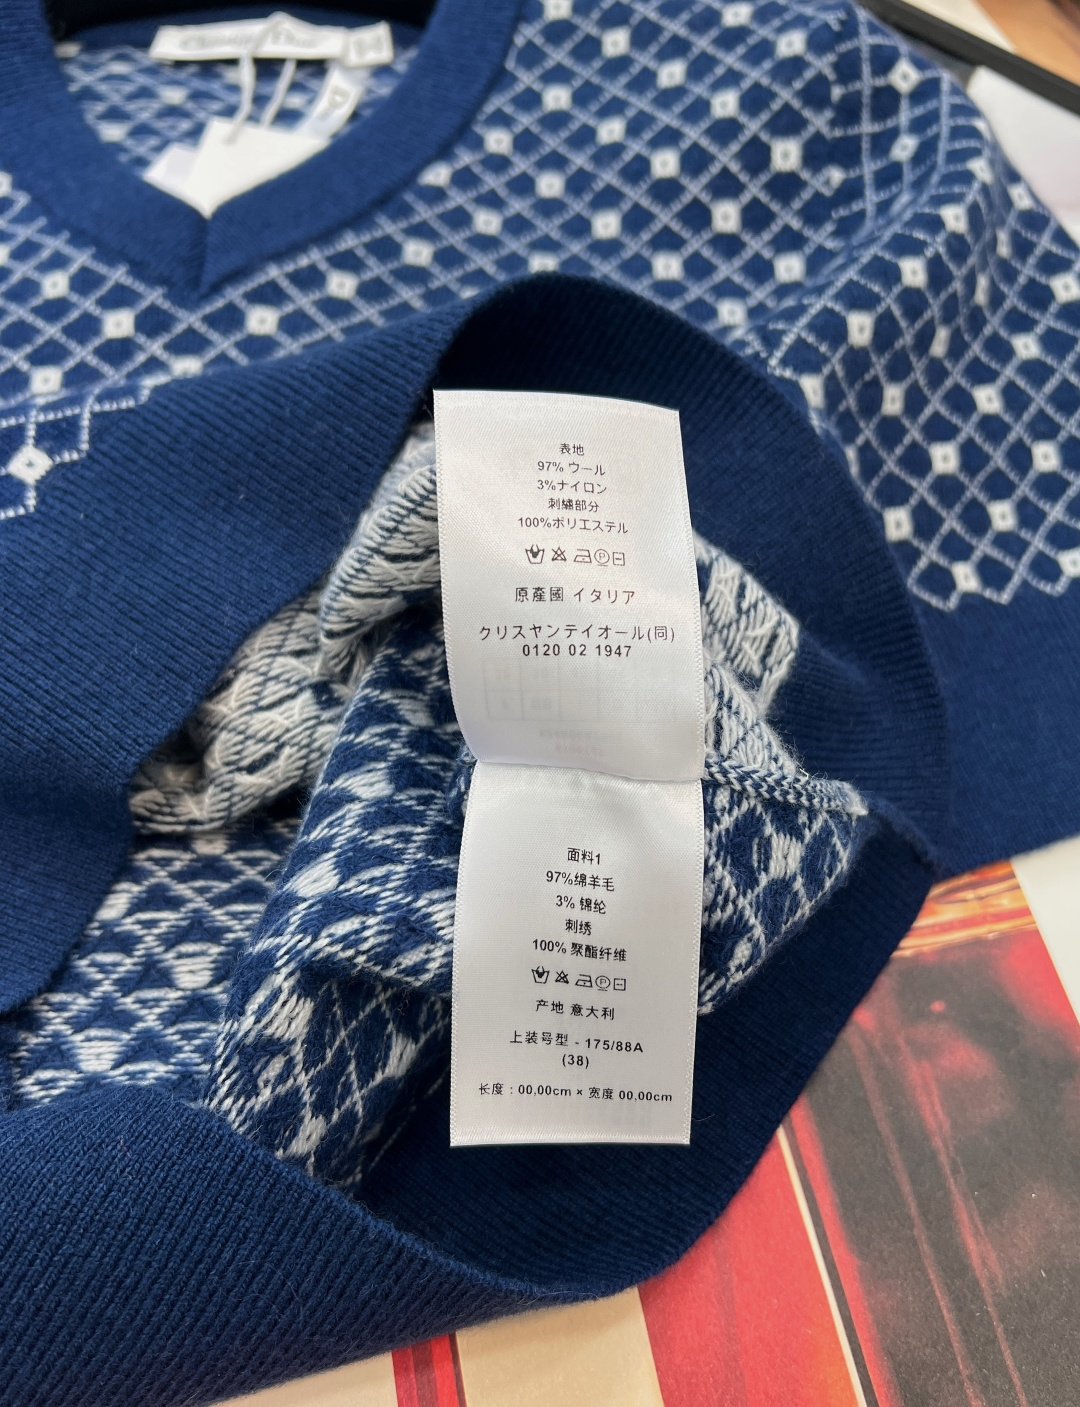 表地
97% ウール
3%ナイロン
刺繍部分
100%ポリエステル
原産國 イタリア
クリスヤンテイオール(同)
0120 02 1947
面料1
97%绵羊毛
3% 锦纶
刺绣
100% 聚酯纤维
产地 意大利
上装号型 - 175/88A
(38)
长度 : 00,00cm × 宽度 00,00cm